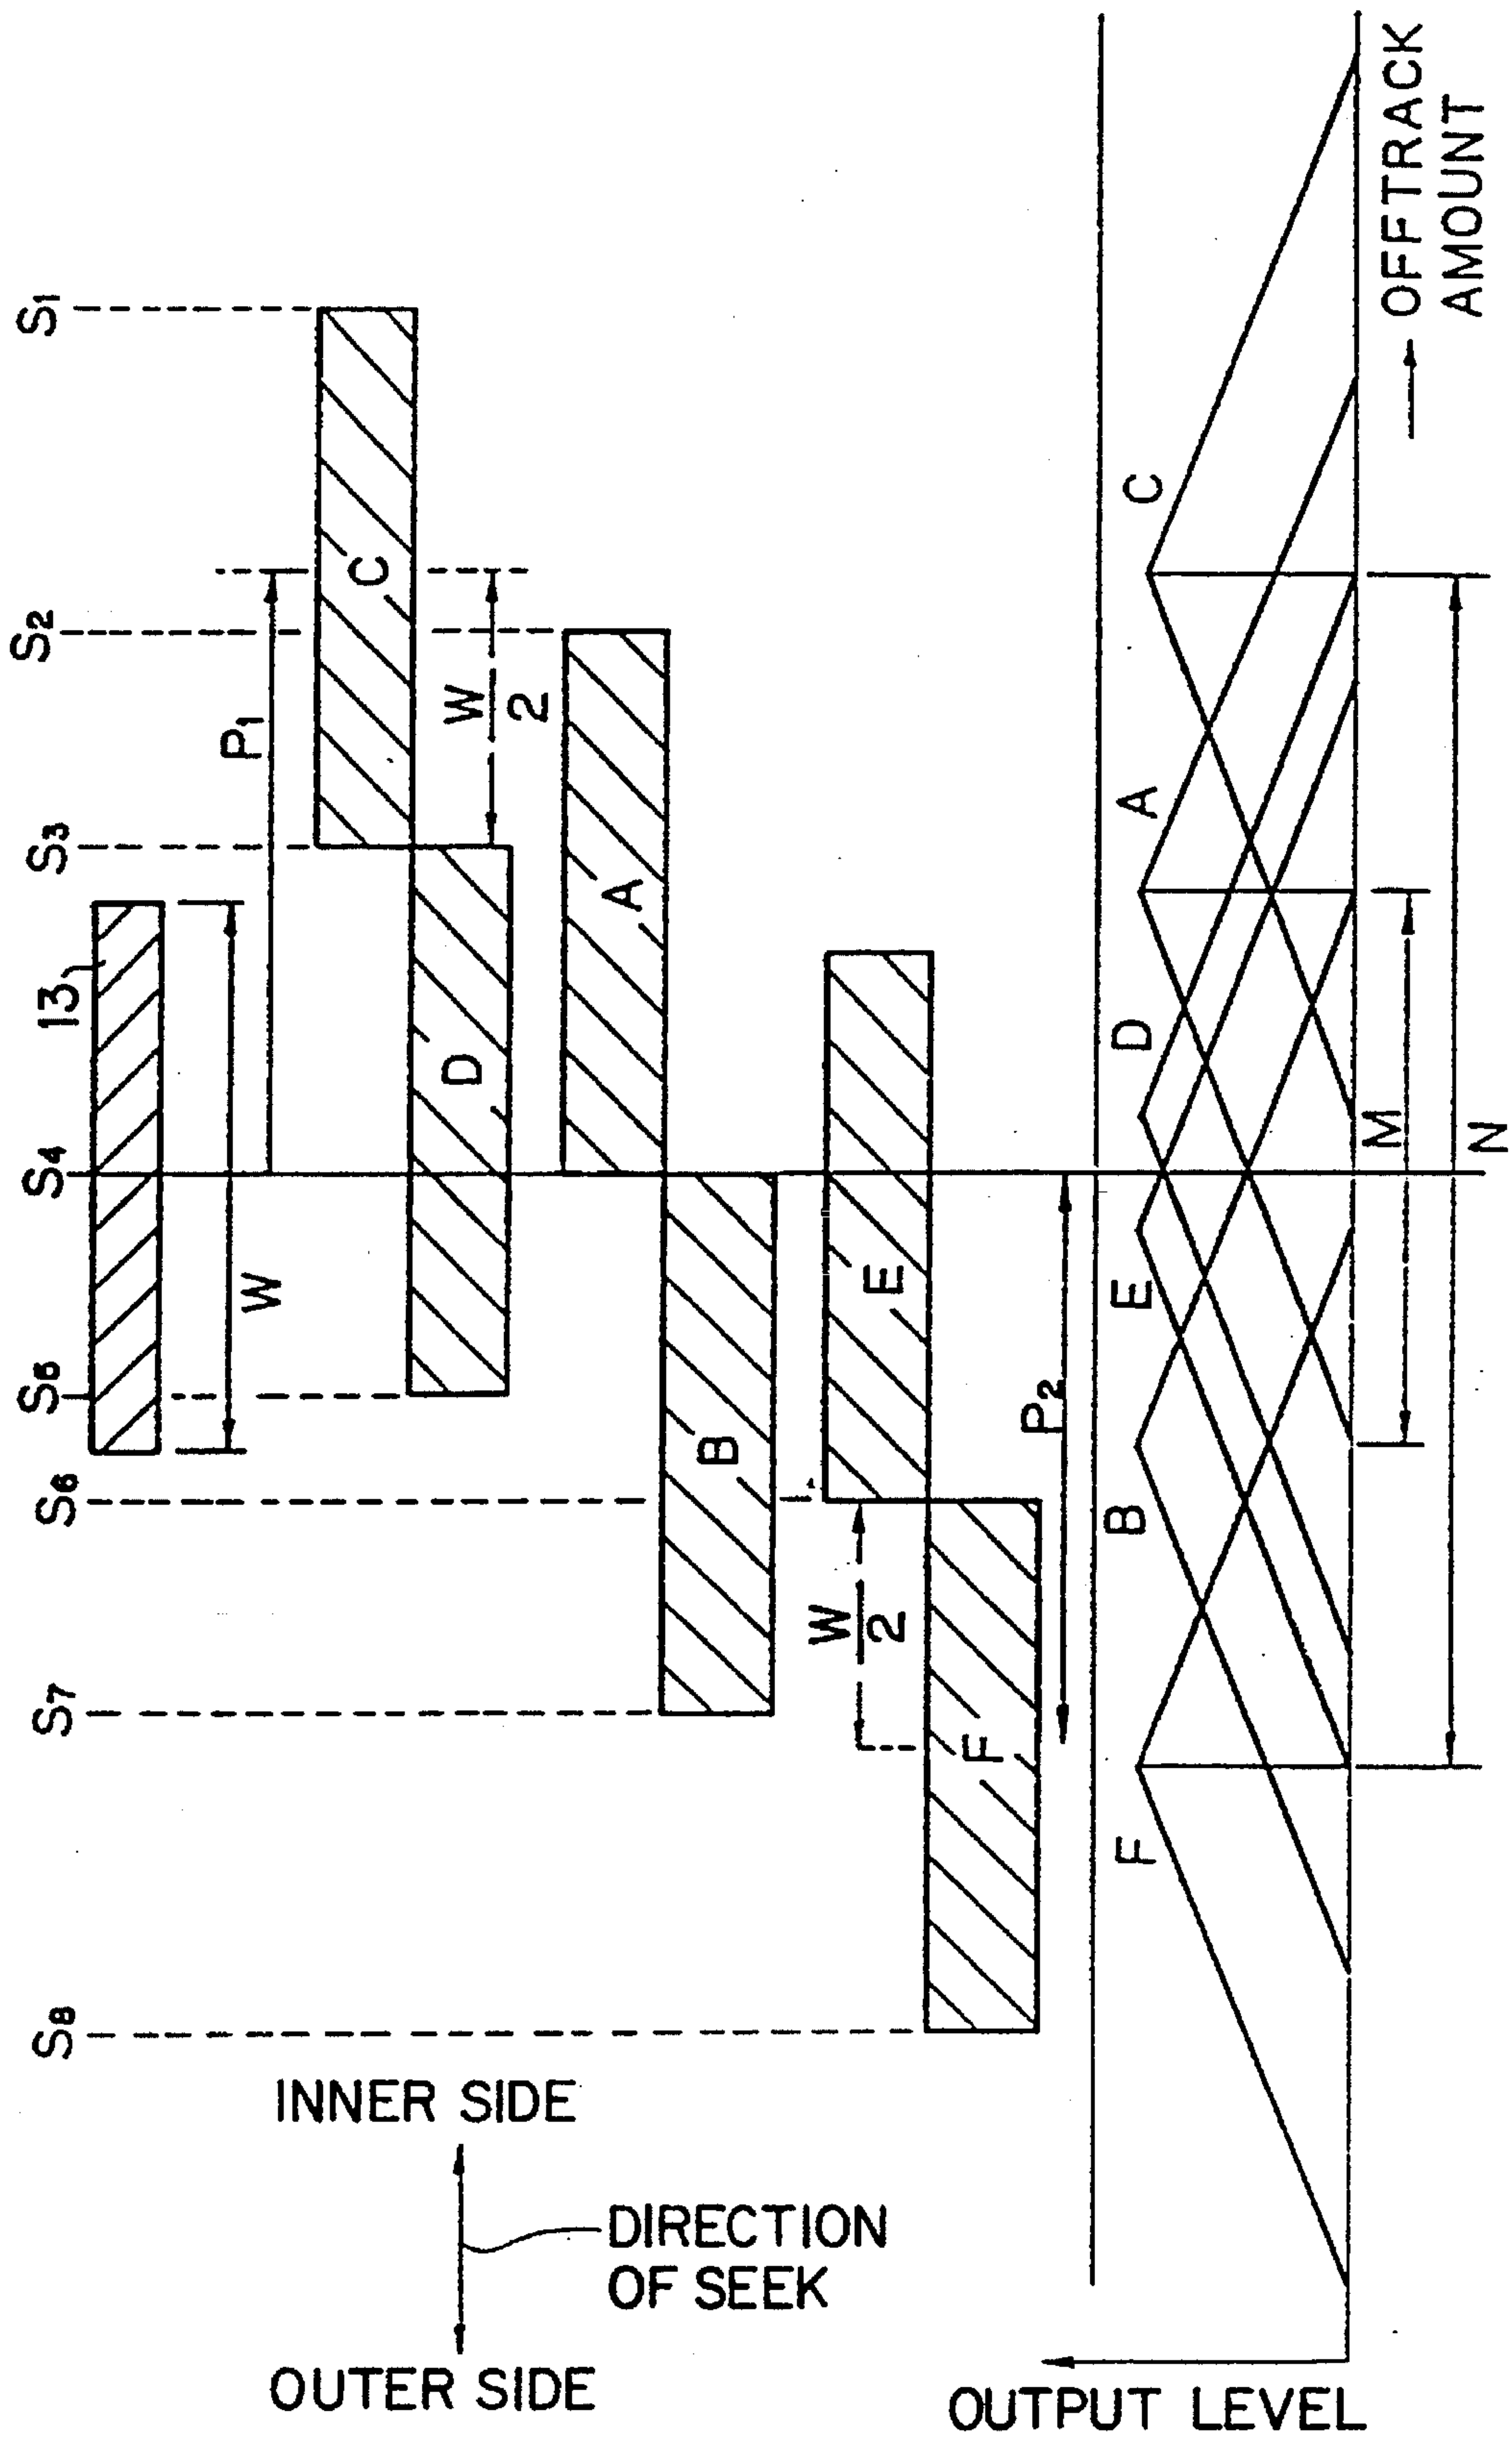 S8
S7
S6
S5
S4
S3
S2
S1
13
W
P1
C
D
W
2
A
B
E
W
2
F
P2
INNER SIDE
DIRECTION
OF SEEK
OUTER SIDE
F
B
E
D
A
C
M
N
OUTPUT LEVEL
OFFTRACK
AMOUNT